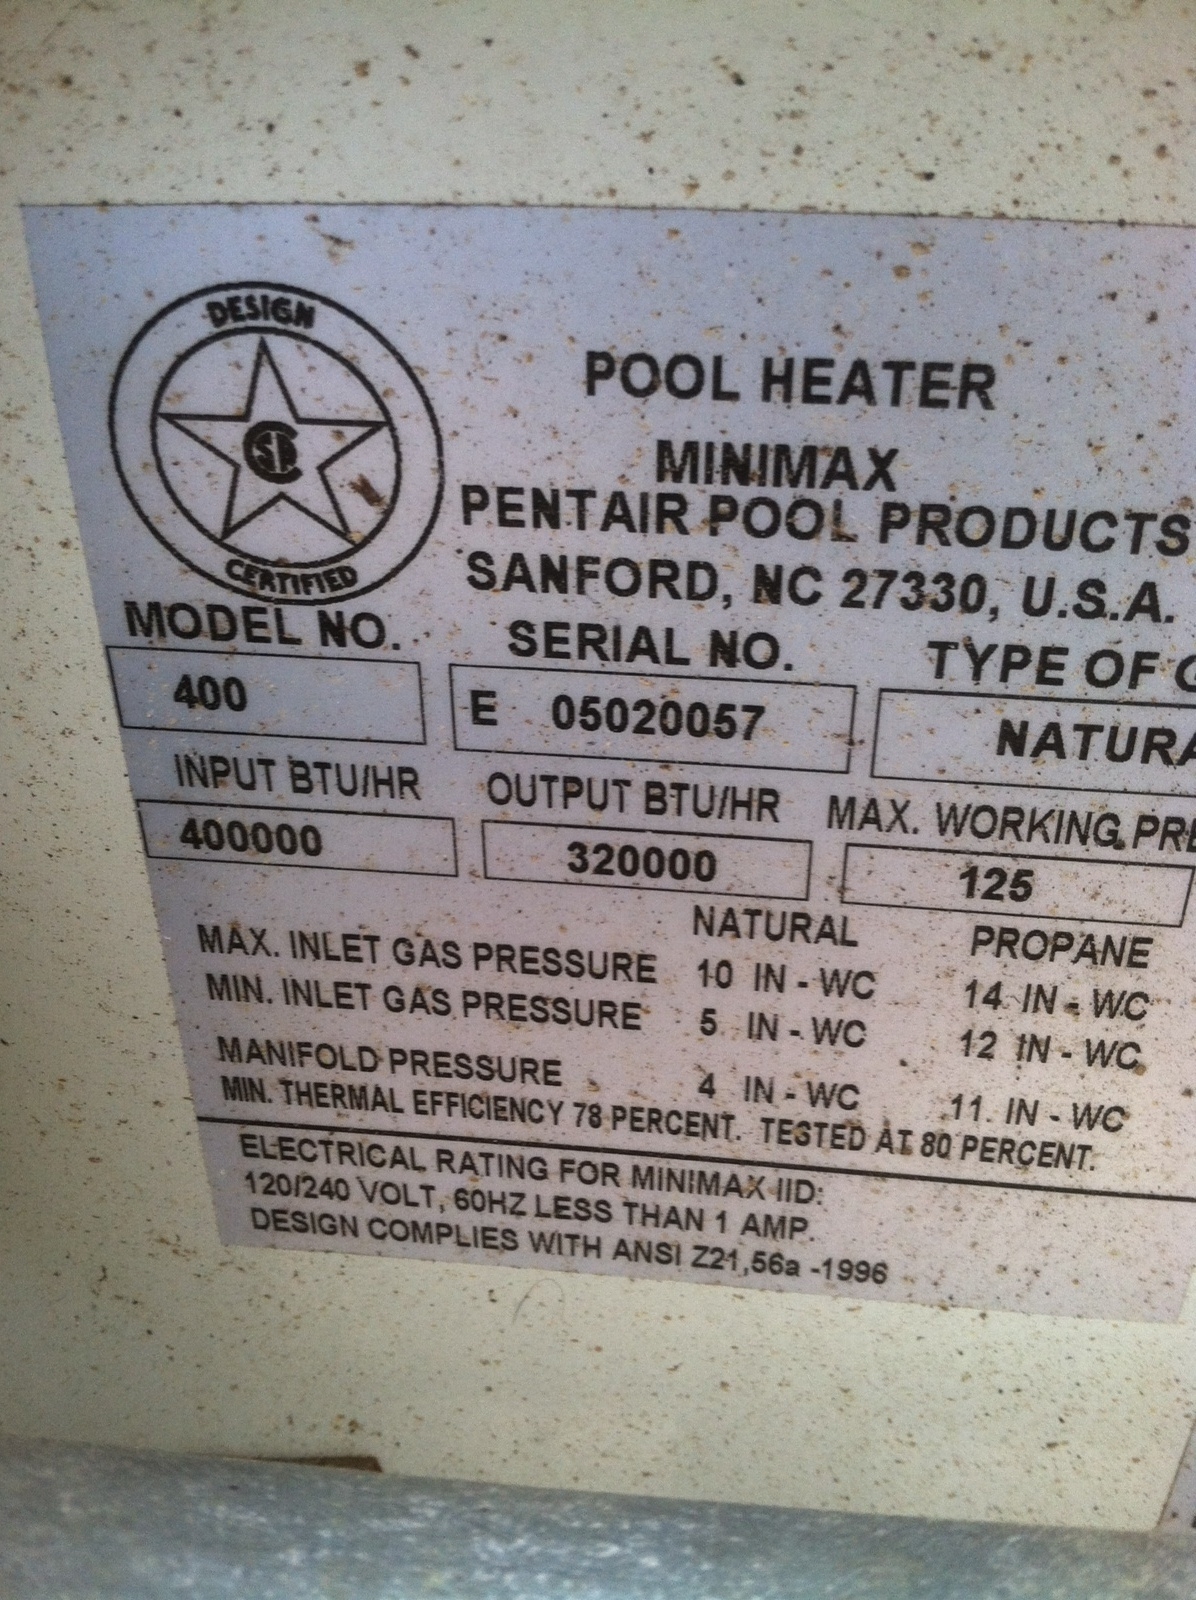 DESIGN
CSA
CERTIFIED
POOL HEATER
MINIMAX
PENTAIR POOL PRODUCTS
SANFORD, NC 27330, U.S.A.
MODEL NO. SERIAL NO. TYPE OF
400 E 05020057
INPUT BTU/HR OUTPUT BTU/HR MAX. WORKING
400000 320000 125
NATURAL PROPANE
MAX. INLET GAS PRESSURE 10 IN - WC 14 IN - WC
MIN. INLET GAS PRESSURE 5 IN - WC 12 IN - WC
MANIFOLD PRESSURE 4 IN - WC 11 IN - WC
MIN. THERMAL EFFICIENCY 78 PERCENT. TESTED AT 80 PERCENT.
ELECTRICAL RATING FOR MINIMAX IID:
120/240 VOLT, 60HZ LESS THAN 1 AMP.
DESIGN COMPLIES WITH ANSI Z21,56a -1996